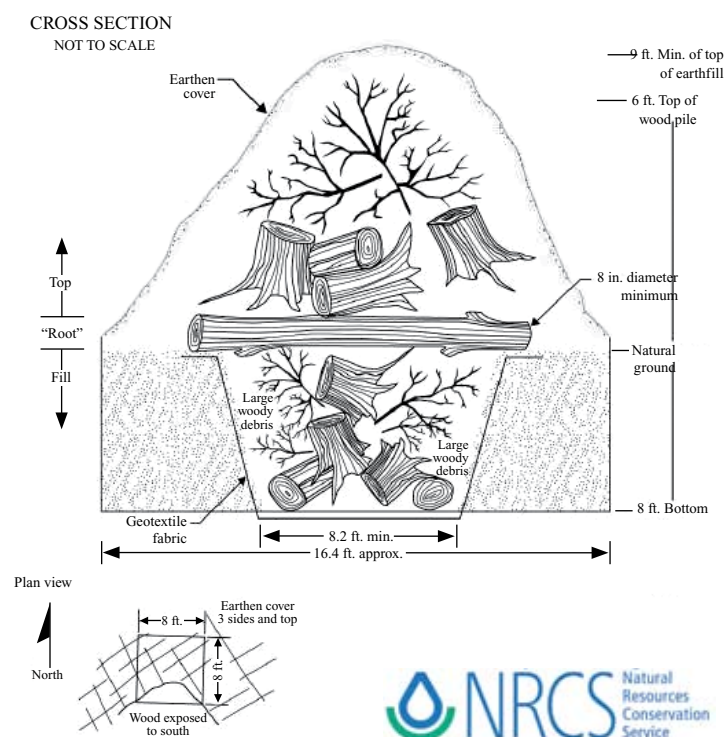 CROSS SECTION
NOT TO SCALE
Earthen
cover
9 ft. Min. of top
of earthfill
6 ft. Top of
wood pile
Top
8 in. diameter
minimum
“Root”
Natural
ground
Fill
Large
woody
debris
Large
woody
debris
Geotextile
fabric
8 ft. Bottom
8.2 ft. min.
16.4 ft. approx.
Plan view
8 ft.
Earthen cover
3 sides and top
8 ft.
North
Wood exposed
to south
NRCS
Natural
Resources
Conservation
Service